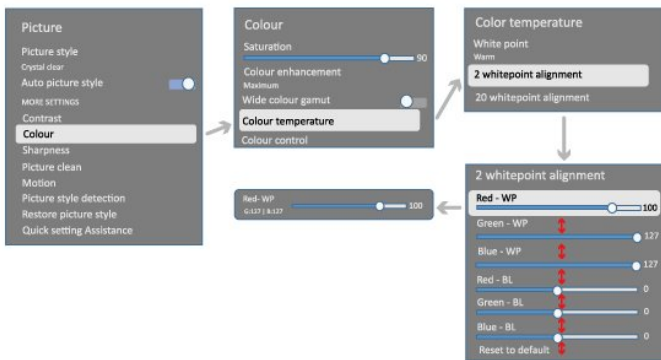 Picture
Picture style
Crystal clear
Auto picture style
MORE SETTINGS
Contrast
Colour
Sharpness
Picture clean
Motion
Picture style detection
Restore picture style
Quick setting Assistance
Colour
Saturation
90
Colour enhancement
Maximum
Wide colour gamut
Colour temperature
Colour control
Color temperature
White point
Warm
2 whitepoint alignment
20 whitepoint alignment
2 whitepoint alignment
Red - WP
100
Green - WP
127
Blue - WP
127
Red - BL
0
Green - BL
0
Blue - BL
0
Reset to default
Red- WP
100
G:127 | B:127